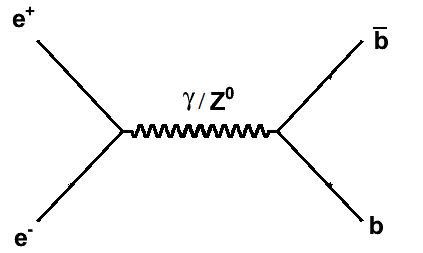 e⁺
b̅
γ / Z⁰
e⁻
b